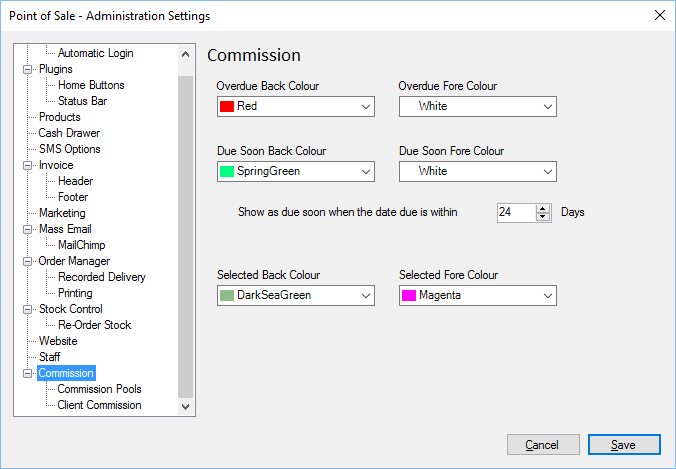 Point of Sale - Administration Settings
Automatic Login
Plugins
Home Buttons
Status Bar
Products
Cash Drawer
SMS Options
Invoice
Header
Footer
Marketing
Mass Email
MailChimp
Order Manager
Recorded Delivery
Printing
Stock Control
Re-Order Stock
Website
Staff
Commission
Commission Pools
Client Commission
Commission
Overdue Back Colour
Overdue Fore Colour
Red
White
Due Soon Back Colour
Due Soon Fore Colour
SpringGreen
White
Show as due soon when the date due is within 24 Days
Selected Back Colour
Selected Fore Colour
DarkSeaGreen
Magenta
Cancel
Save